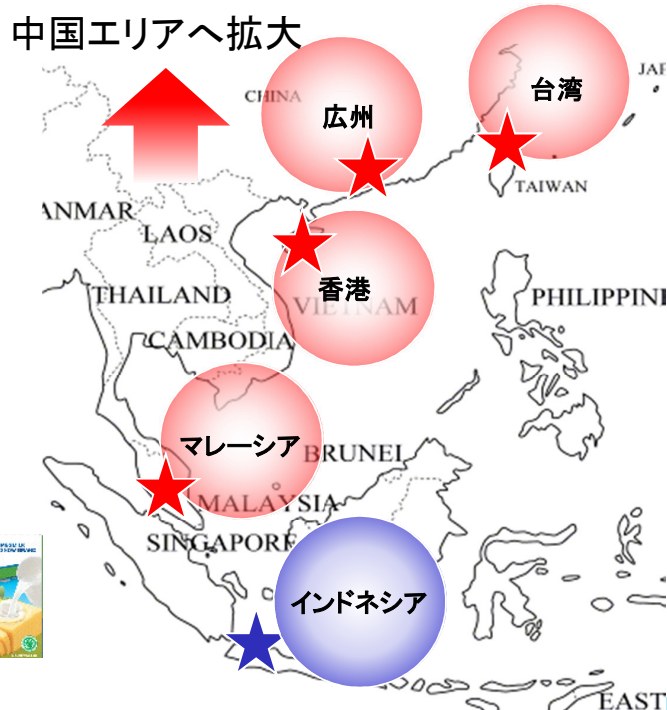 中国エリアへ拡大
台湾
JAP
CHINA
広州
TAIWAN
ANMAR
LAOS
香港
THAILAND
VIETNAM
PHILIPPINE
CAMBODIA
マレーシア
BRUNEI
MALAYSIA
SINGAPORE
インドネシア
EAST